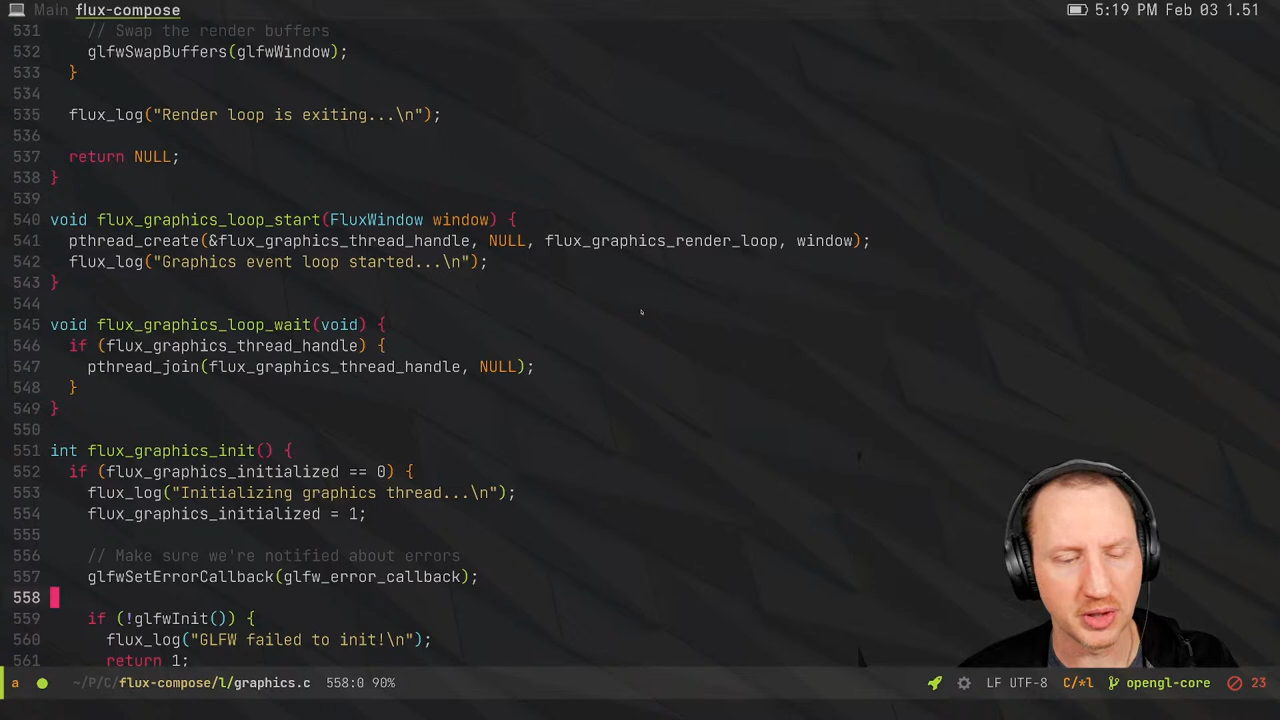 Main flux-compose 5:19 PM Feb 03 1.51
531 // Swap the render buffers
532 glfwSwapBuffers(glfwWindow);
533 }
534
535 flux_log("Render loop is exiting...\n");
536
537 return NULL;
538 }
539
540 void flux_graphics_loop_start(FluxWindow window) {
541 pthread_create(&flux_graphics_thread_handle, NULL, flux_graphics_render_loop, window);
542 flux_log("Graphics event loop started...\n");
543 }
544
545 void flux_graphics_loop_wait(void) {
546 if (flux_graphics_thread_handle) {
547 pthread_join(flux_graphics_thread_handle, NULL);
548 }
549 }
550
551 int flux_graphics_init() {
552 if (flux_graphics_initialized == 0) {
553 flux_log("Initializing graphics thread...\n");
554 flux_graphics_initialized = 1;
555
556 // Make sure we're notified about errors
557 glfwSetErrorCallback(glfw_error_callback);
558
559 if (!glfwInit()) {
560 flux_log("GLFW failed to init!\n");
561 return 1;
a ~/P/C/flux-compose/l/graphics.c 558:0 90% LF UTF-8 C/*l opengl-core 23